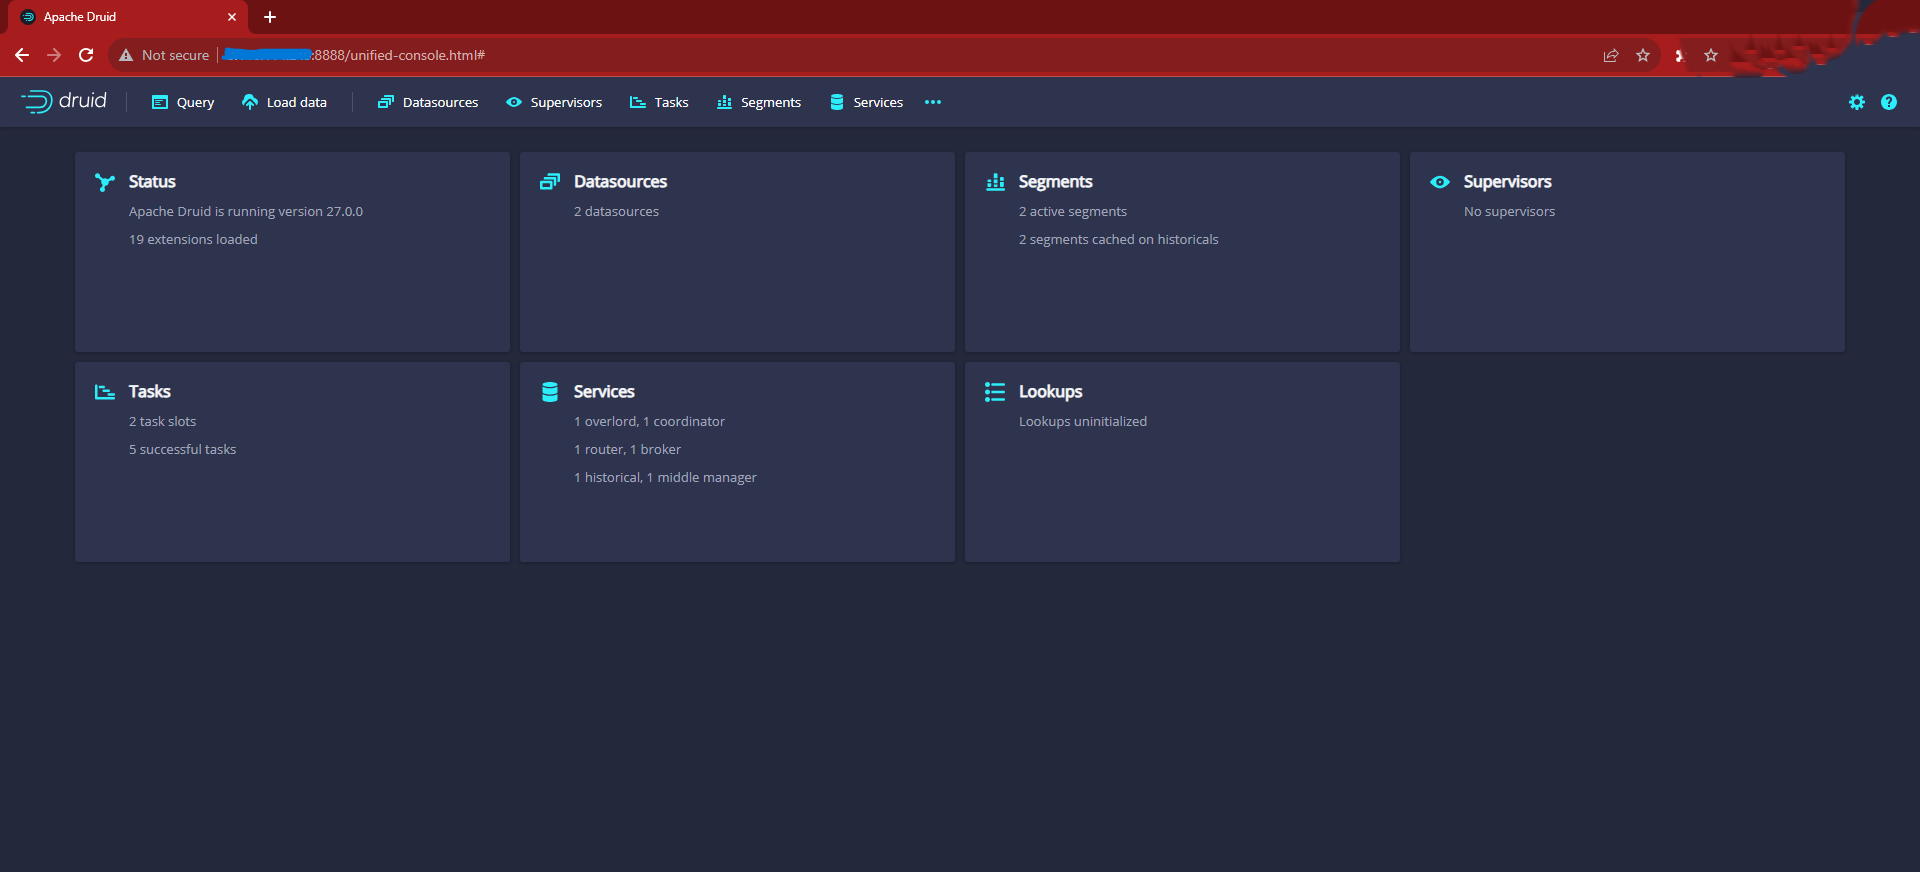 Apache Druid
Not secure
:8888/unified-console.html#
druid Query Load data Datasources Supervisors Tasks Segments Services
Status
Apache Druid is running version 27.0.0
19 extensions loaded
Datasources
2 datasources
Segments
2 active segments
2 segments cached on historicals
Supervisors
No supervisors
Tasks
2 task slots
5 successful tasks
Services
1 overlord, 1 coordinator
1 router, 1 broker
1 historical, 1 middle manager
Lookups
Lookups uninitialized